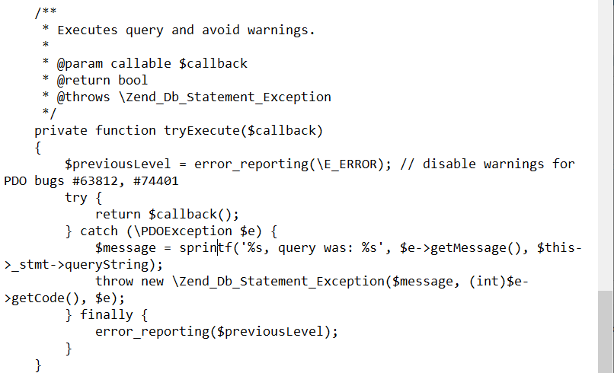 /**
 * Executes query and avoid warnings.
 *
 * @param callable $callback
 * @return bool
 * @throws \Zend_Db_Statement_Exception
 */
private function tryExecute($callback)
{
    $previousLevel = error_reporting(\E_ERROR); // disable warnings for
PDO bugs #63812, #74401
    try {
        return $callback();
    } catch (\PDOException $e) {
        $message = sprintf('%s, query was: %s', $e->getMessage(), $this-
>_stmt->queryString);
        throw new \Zend_Db_Statement_Exception($message, (int)$e-
>getCode(), $e);
    } finally {
        error_reporting($previousLevel);
    }
}